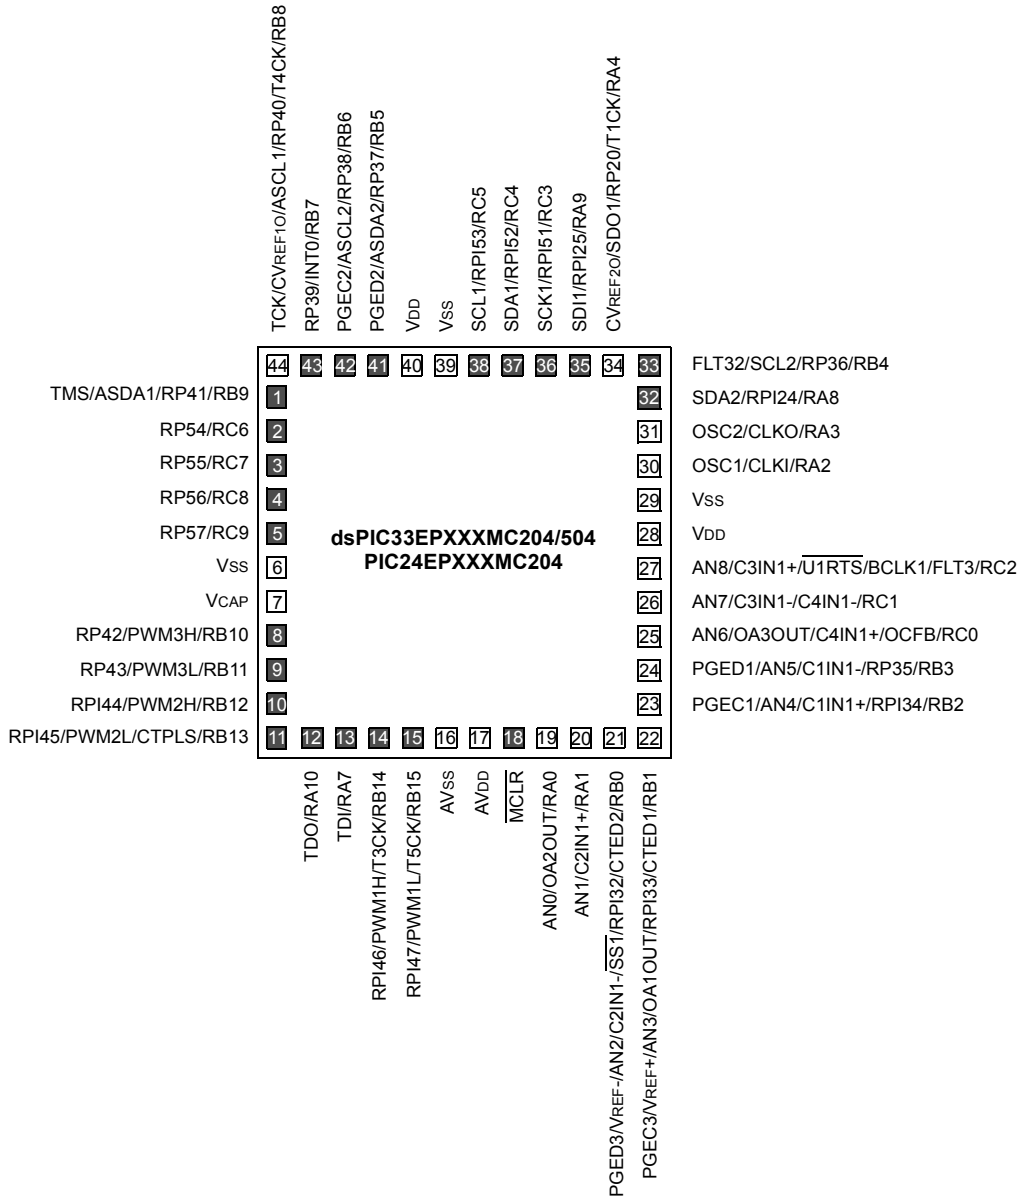 TCK/CVREF1O/ASCL1/RP40/T4CK/RB8
RP39/INT0/RB7
PGEC2/ASCL2/RP38/RB6
PGED2/ASDA2/RP37/RB5
VDD
VSS
SCL1/RPI53/RC5
SDA1/RPI52/RC4
SCK1/RPI51/RC3
SDI1/RPI25/RA9
CVREF2O/SDO1/RP20/T1CK/RA4
44 43 42 41 40 39 38 37 36 35 34 33 FLT32/SCL2/RP36/RB4
TMS/ASDA1/RP41/RB9 1 32 SDA2/RPI24/RA8
RP54/RC6 2 31 OSC2/CLKO/RA3
RP55/RC7 3 30 OSC1/CLKI/RA2
RP56/RC8 4 29 VSS
RP57/RC9 5 dsPIC33EPXXXMC204/504 28 VDD
PIC24EPXXXMC204
VSS 6 27 AN8/C3IN1+/U1RTS/BCLK1/FLT3/RC2
VCAP 7 26 AN7/C3IN1-/C4IN1-/RC1
RP42/PWM3H/RB10 8 25 AN6/OA3OUT/C4IN1+/OCFB/RC0
RP43/PWM3L/RB11 9 24 PGED1/AN5/C1IN1-/RP35/RB3
RPI44/PWM2H/RB12 10 23 PGEC1/AN4/C1IN1+/RPI34/RB2
RPI45/PWM2L/CTPLS/RB13 11 12 13 14 15 16 17 18 19 20 21 22
TDO/RA10
TDI/RA7
RPI46/PWM1H/T3CK/RB14
RPI47/PWM1L/T5CK/RB15
AVSS
AVDD
MCLR
AN0/OA2OUT/RA0
AN1/C2IN1+/RA1
PGED3/VREF-/AN2/C2IN1-/SS1/RPI32/CTED2/RB0
PGEC3/VREF+/AN3/OA1OUT/RPI33/CTED1/RB1